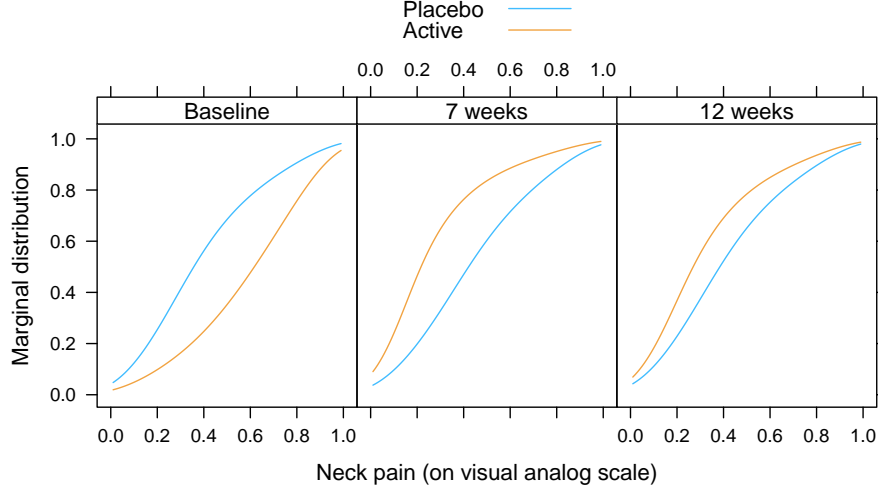 Placebo
Active
0.0 0.2 0.4 0.6 0.8 1.0
Baseline 7 weeks 12 weeks
Marginal distribution
1.0
0.8
0.6
0.4
0.2
0.0
0.0 0.2 0.4 0.6 0.8 1.0 0.0 0.2 0.4 0.6 0.8 1.0
Neck pain (on visual analog scale)